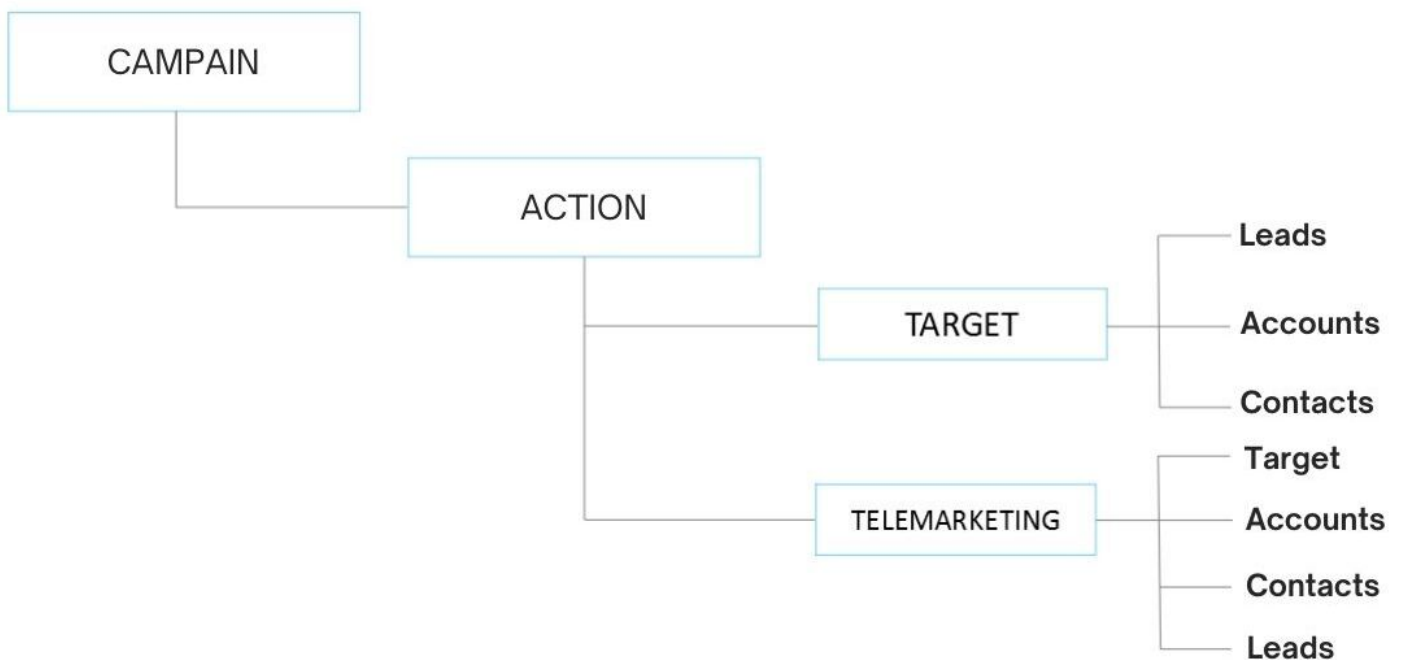 CAMPAIN
ACTION
Leads
TARGET
Accounts
Contacts
Target
TELEMARKETING
Accounts
Contacts
Leads